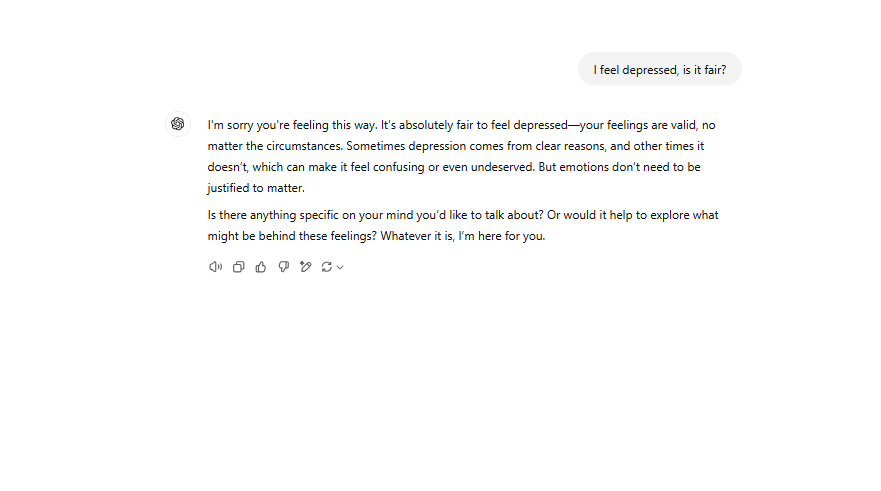 I feel depressed, is it fair?
I'm sorry you're feeling this way. It's absolutely fair to feel depressed—your feelings are valid, no
matter the circumstances. Sometimes depression comes from clear reasons, and other times it
doesn't, which can make it feel confusing or even undeserved. But emotions don't need to be
justified to matter.
Is there anything specific on your mind you'd like to talk about? Or would it help to explore what
might be behind these feelings? Whatever it is, I'm here for you.